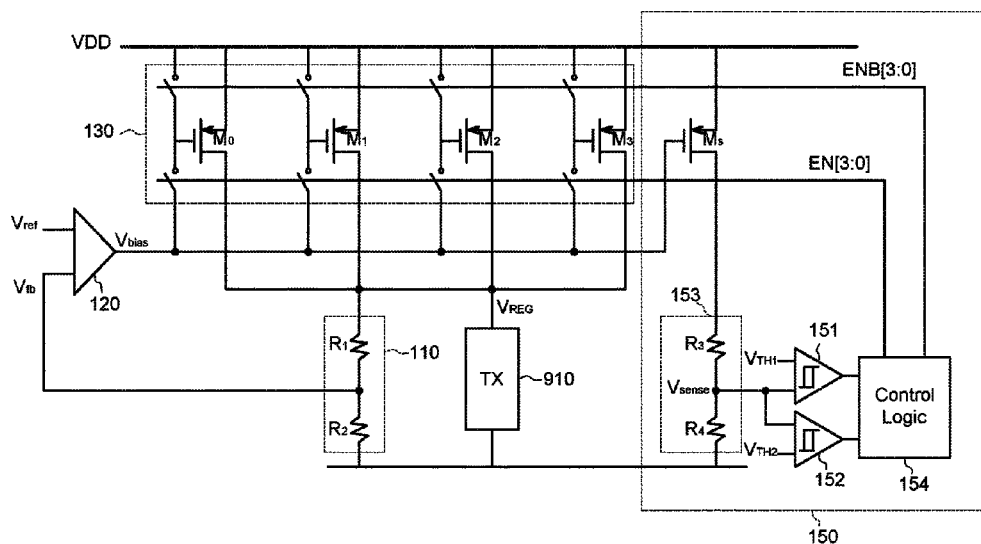 VDD
ENB[3:0]
130
M0
M1
M2
M3
Ms
EN[3:0]
Vref
Vbias
Vfb
120
VREG
153
151
R1
110
TX
910
R3
VTH1
Vsense
Control
Logic
R2
R4
VTH2
152
154
150